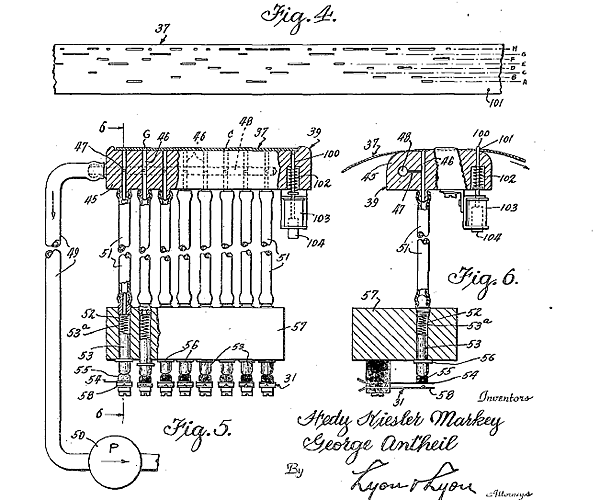 Fig. 4.
37
H
G
F
E
D
C
B
A
101
6
47
G
46
46
C
48
37
39
100
102
45
103
104
49
51
51
52
53a
53
57
55
54
58
56
53
31
6
Fig. 5.
50
P
37
48
100
101
45
46
102
39
47
103
104
51
Fig. 6.
57
52
53a
53
56
55
54
58
31
Inventors
Hedy Kiesler Markey
George Antheil
By
Lyon & Lyon
Attorneys